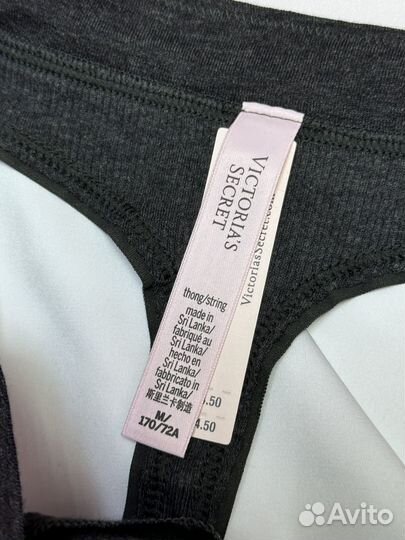 VICTORIA'S
SECRET
thong/string
made in
Sri Lanka/
fabriqué au
Sri Lanka/
hecho en
Sri Lanka/
fabbricato in
Sri Lanka/
斯里兰卡制造
M/
170/72A
VictoriasSecret.com
4.50
Avito